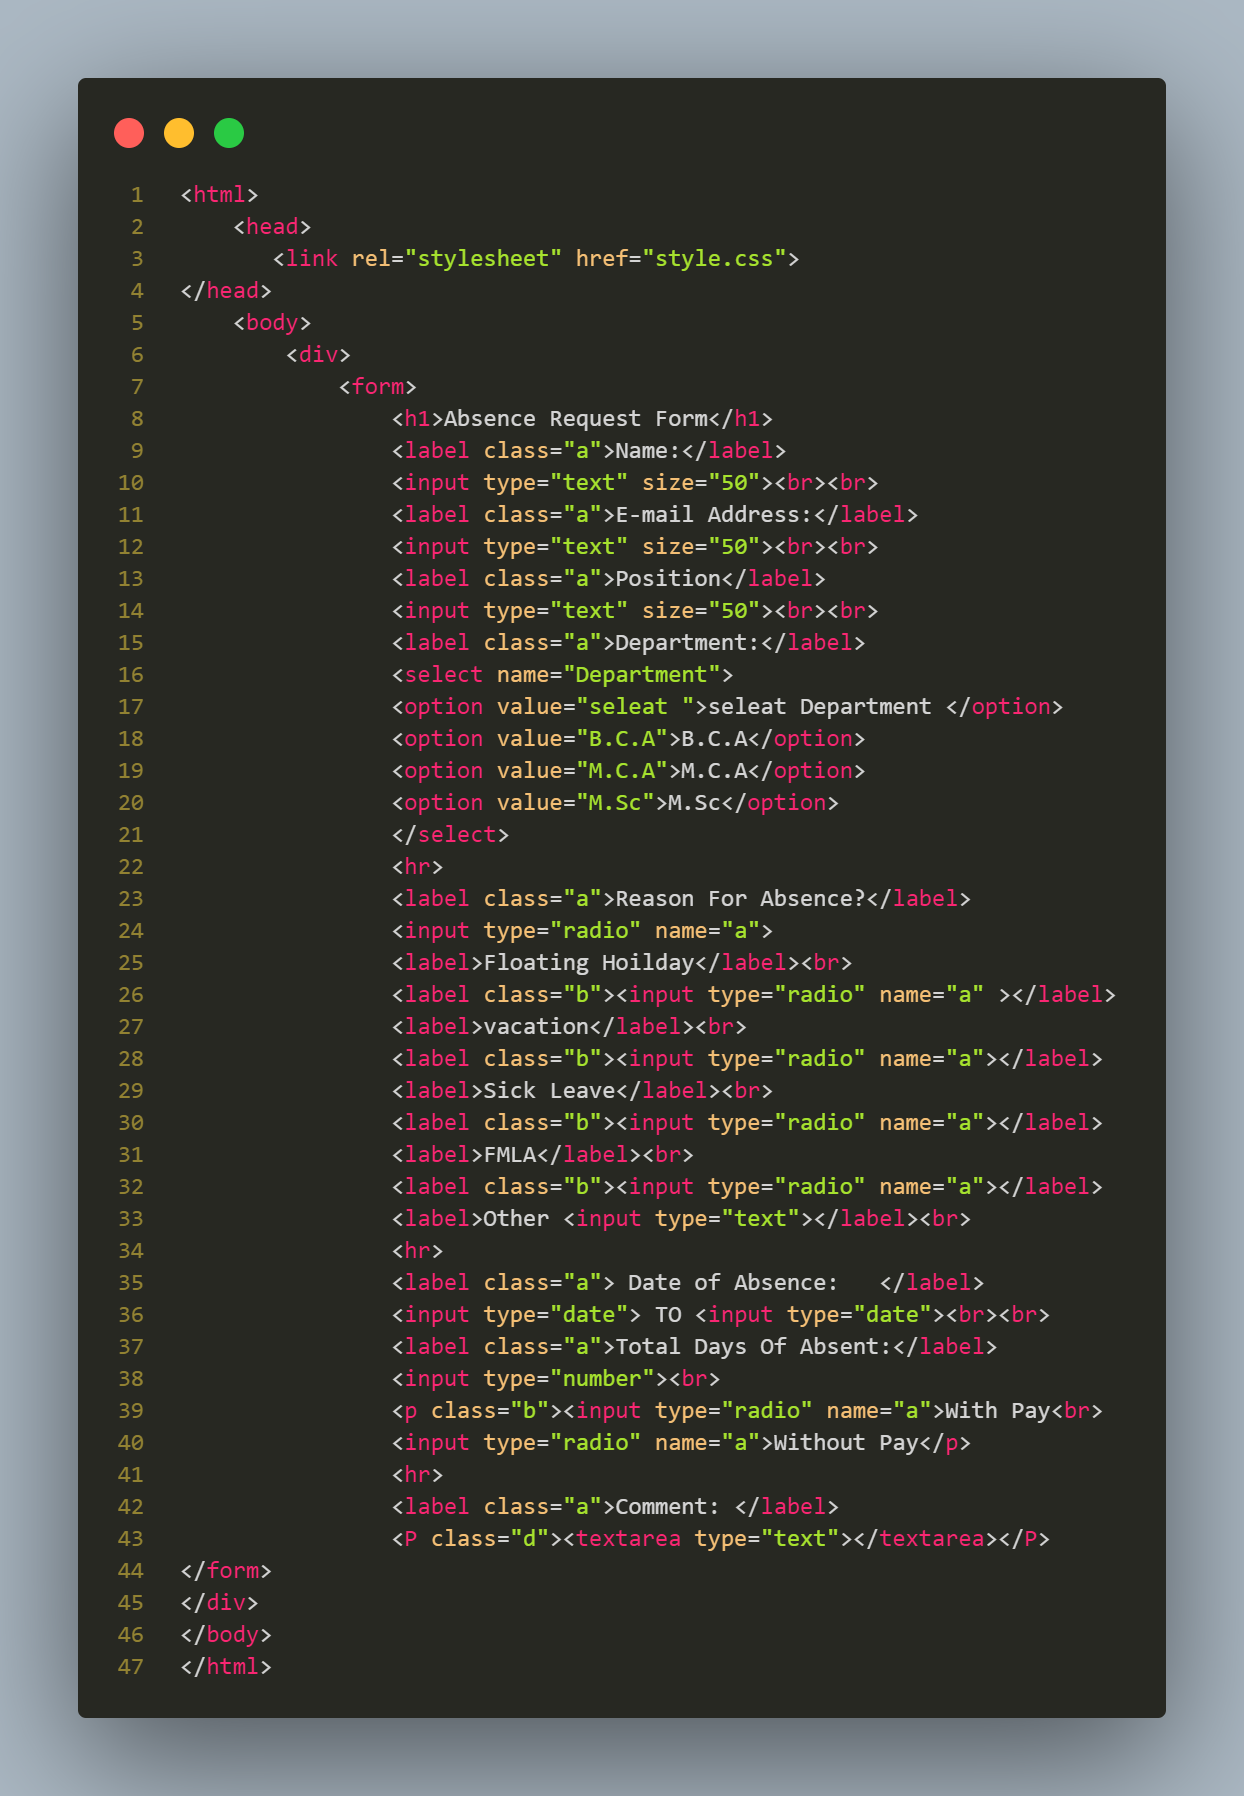 1 <html>
2     <head>
3        <link rel="stylesheet" href="style.css">
4 </head>
5     <body>
6         <div>
7             <form>
8                 <h1>Absence Request Form</h1>
9                 <label class="a">Name:</label>
10                 <input type="text" size="50"><br><br>
11                 <label class="a">E-mail Address:</label>
12                 <input type="text" size="50"><br><br>
13                 <label class="a">Position</label>
14                 <input type="text" size="50"><br><br>
15                 <label class="a">Department:</label>
16                 <select name="Department">
17                 <option value="seleat ">seleat Department </option>
18                 <option value="B.C.A">B.C.A</option>
19                 <option value="M.C.A">M.C.A</option>
20                 <option value="M.Sc">M.Sc</option>
21                 </select>
22                 <hr>
23                 <label class="a">Reason For Absence?</label>
24                 <input type="radio" name="a">
25                 <label>Floating Hoilday</label><br>
26                 <label class="b"><input type="radio" name="a" ></label>
27                 <label>vacation</label><br>
28                 <label class="b"><input type="radio" name="a"></label>
29                 <label>Sick Leave</label><br>
30                 <label class="b"><input type="radio" name="a"></label>
31                 <label>FMLA</label><br>
32                 <label class="b"><input type="radio" name="a"></label>
33                 <label>Other <input type="text"></label><br>
34                 <hr>
35                 <label class="a"> Date of Absence:   </label>
36                 <input type="date"> TO <input type="date"><br><br>
37                 <label class="a">Total Days Of Absent:</label>
38                 <input type="number"><br>
39                 <p class="b"><input type="radio" name="a">With Pay<br>
40                 <input type="radio" name="a">Without Pay</p>
41                 <hr>
42                 <label class="a">Comment: </label>
43                 <P class="d"><textarea type="text"></textarea></P>
44 </form>
45 </div>
46 </body>
47 </html>